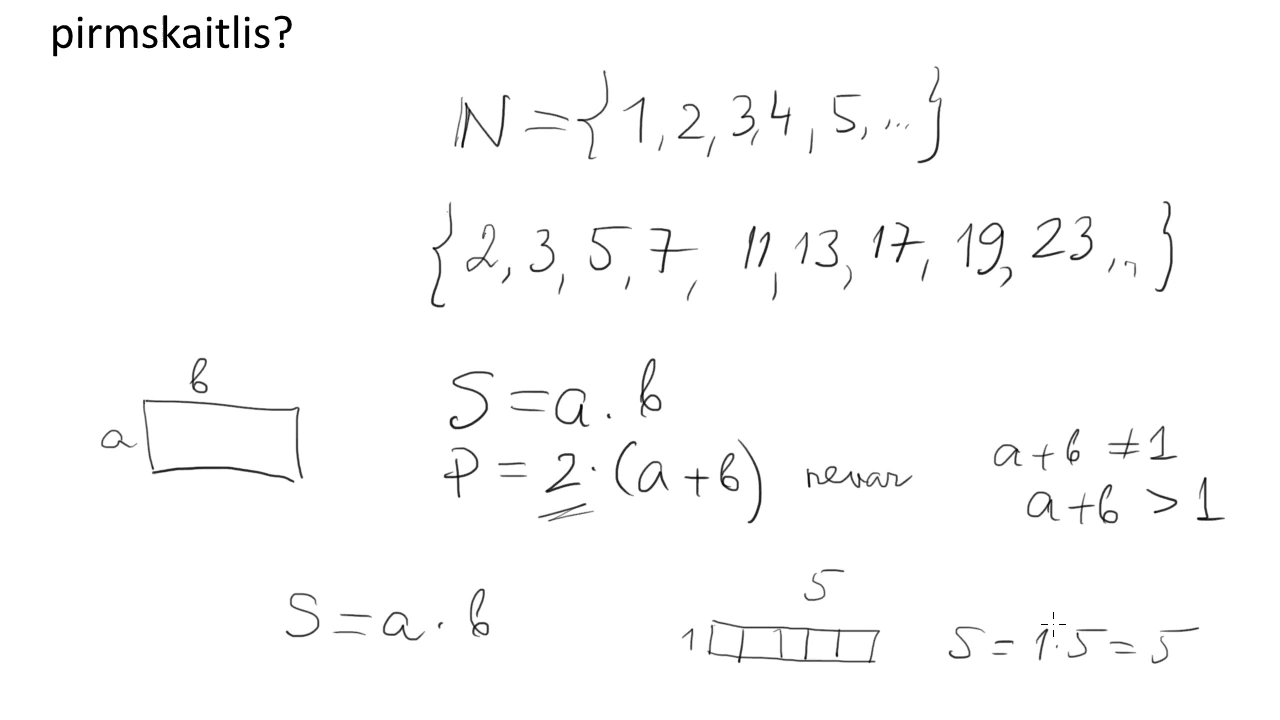 pirmskaitlis?
N = {1, 2, 3, 4, 5, ...}
{2, 3, 5, 7, 11, 13, 17, 19, 23, ...}
b
a
S = a · b
P = 2 · (a + b) nevar
a + b ≠ 1
a + b > 1
S = a · b
5
1
S = 1 · 5 = 5